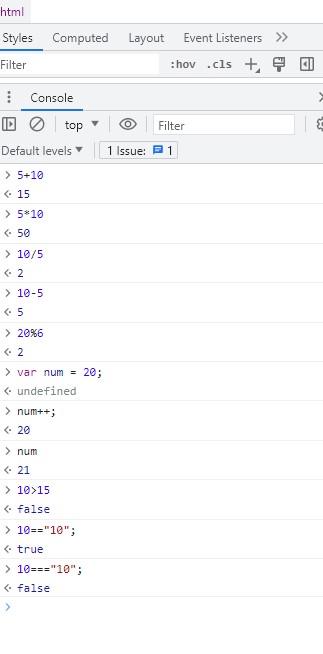 html
Styles Computed Layout Event Listeners
Filter :hov .cls
Console
top Filter
Default levels 1 Issue: 1
> 5+10
15
> 5*10
50
> 10/5
2
> 10-5
5
> 20%6
2
> var num = 20;
undefined
> num++;
20
> num
21
> 10>15
false
> 10=="10";
true
> 10==="10";
false
>